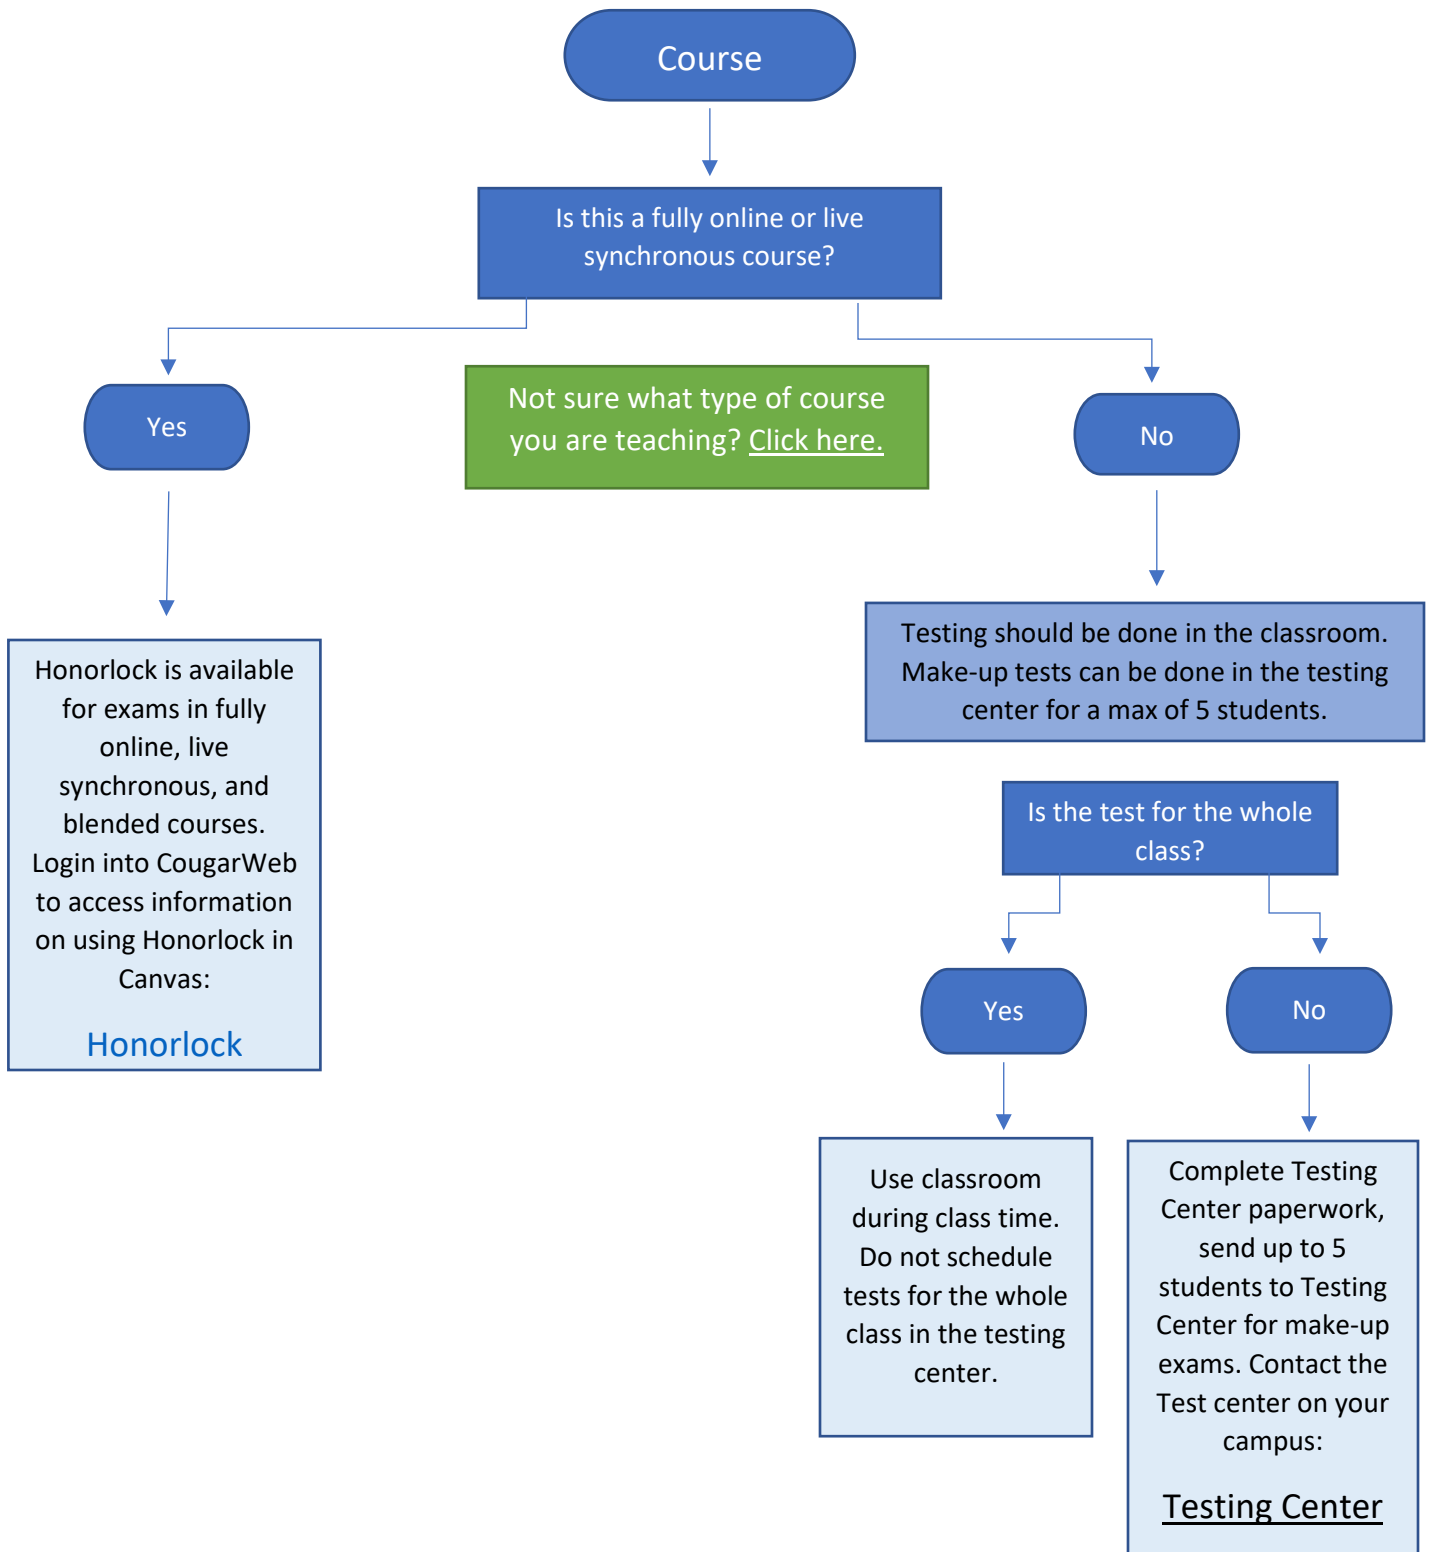 Course
Is this a fully online or live
synchronous course?
Yes
Not sure what type of course
you are teaching? Click here.
No
Honorlock is available
for exams in fully
online, live
synchronous, and
blended courses.
Login into CougarWeb
to access information
on using Honorlock in
Canvas:
Honorlock
Testing should be done in the classroom.
Make-up tests can be done in the testing
center for a max of 5 students.
Is the test for the whole
class?
Yes
No
Use classroom
during class time.
Do not schedule
tests for the whole
class in the testing
center.
Complete Testing
Center paperwork,
send up to 5
students to Testing
Center for make-up
exams. Contact the
Test center on your
campus:
Testing Center